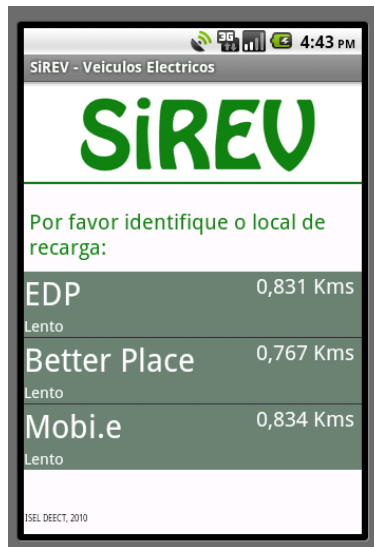 3G 4:43 PM
SiREV - Veiculos Electricos
SiREV
Por favor identifique o local de
recarga:
EDP 0,831 Kms
Lento
Better Place 0,767 Kms
Lento
Mobi.e 0,834 Kms
Lento
ISEL DEECT, 2010